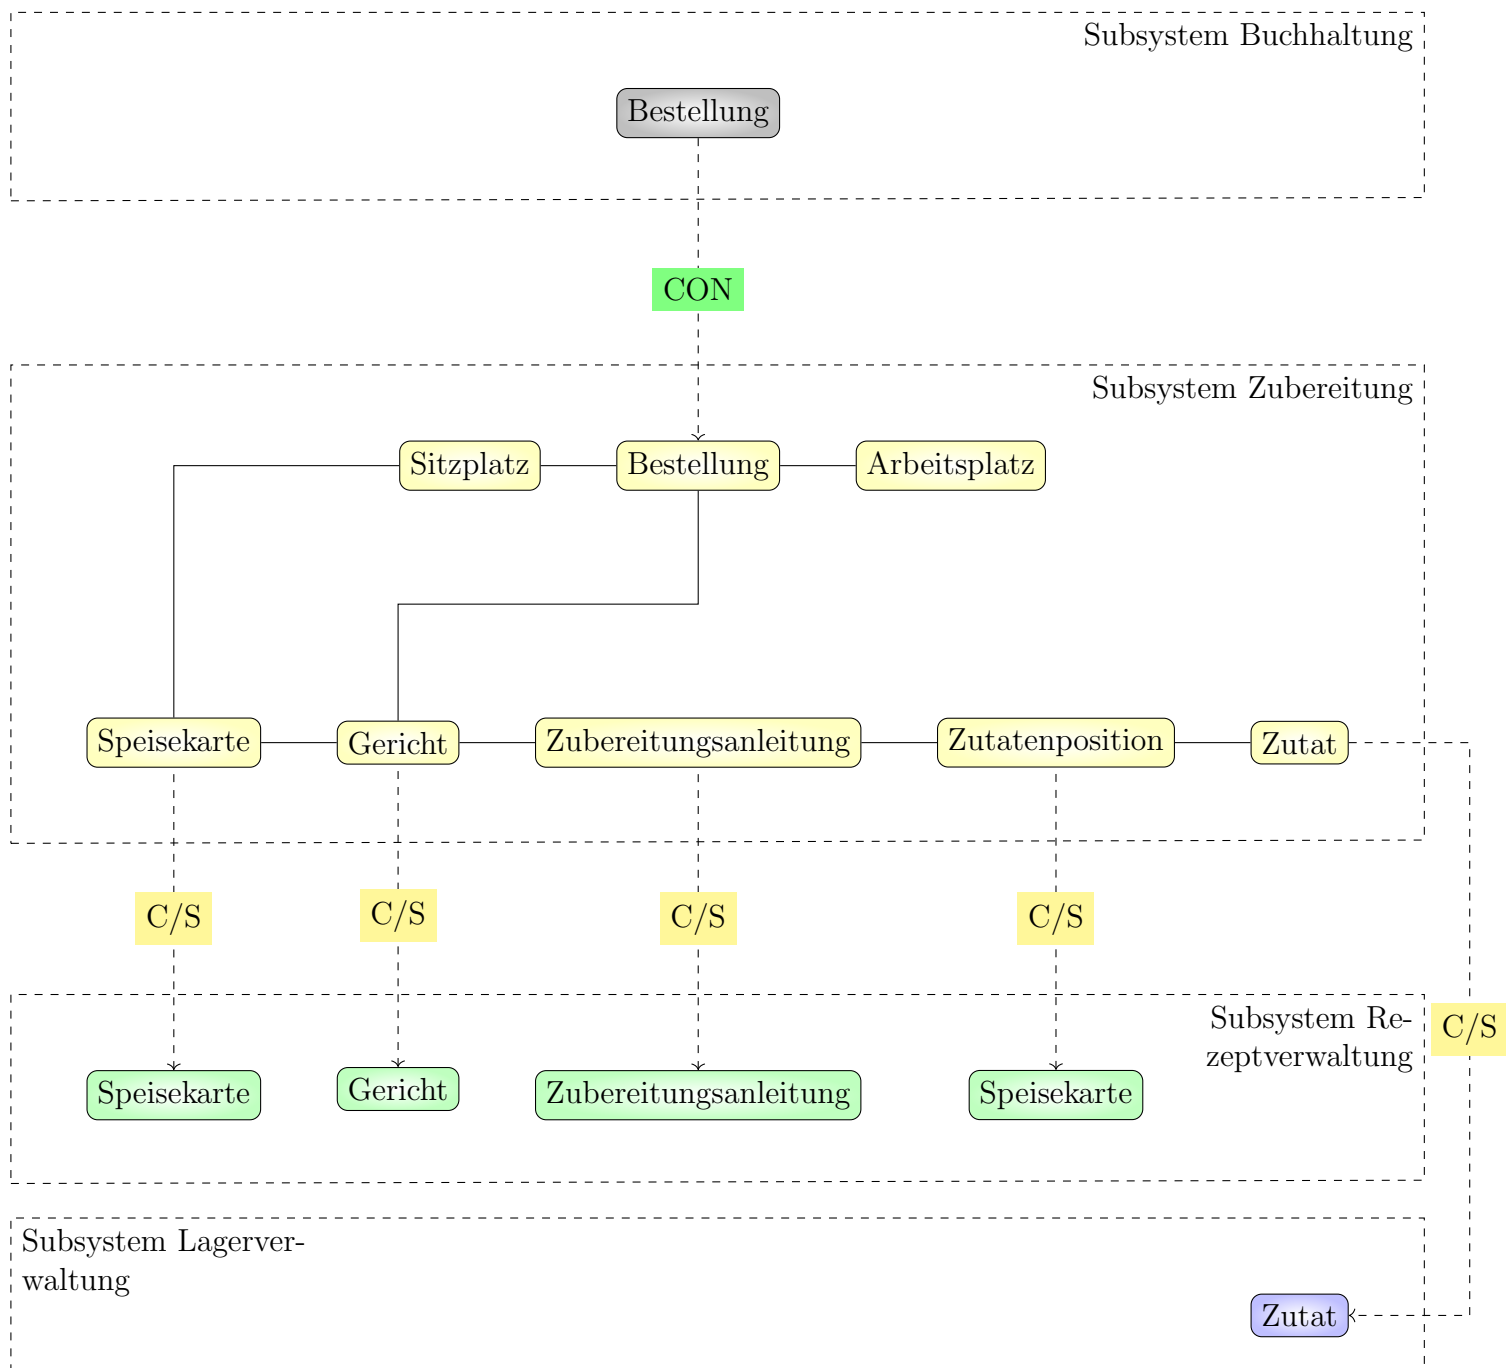 Subsystem Buchhaltung
Bestellung
CON
Subsystem Zubereitung
Sitzplatz
Bestellung
Arbeitsplatz
Speisekarte
Gericht
Zubereitungsanleitung
Zutatenposition
Zutat
C/S
C/S
C/S
C/S
Subsystem Re-
zeptverwaltung
C/S
Speisekarte
Gericht
Zubereitungsanleitung
Speisekarte
Subsystem Lagerver-
waltung
Zutat